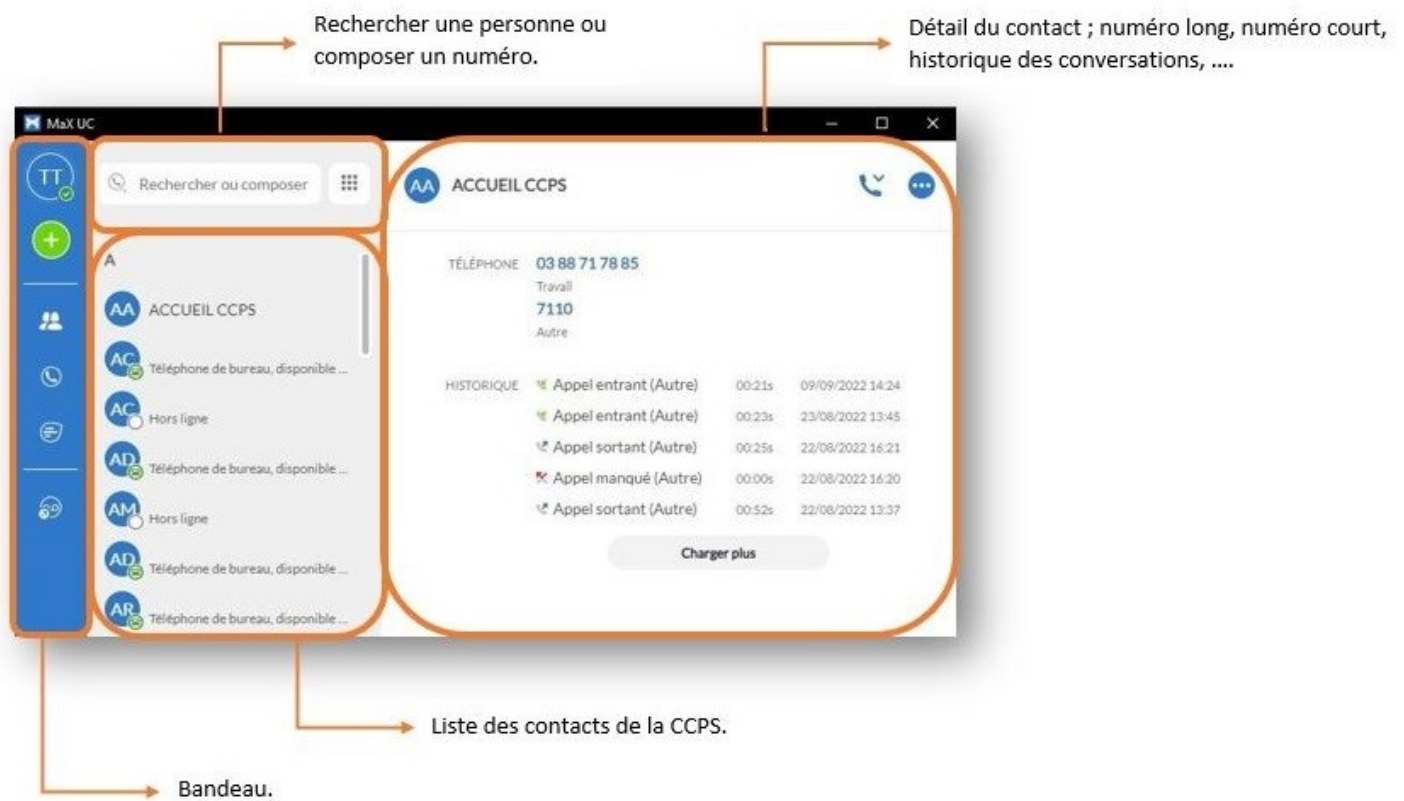 Rechercher une personne ou
composer un numéro.
Détail du contact ; numéro long, numéro court,
historique des conversations, ....
MaX UC
TT
Rechercher ou composer
A
AA ACCUEIL CCPS
AC Téléphone de bureau, disponible ...
AC Hors ligne
AD Téléphone de bureau, disponible ...
AM Hors ligne
AD Téléphone de bureau, disponible ...
AR Téléphone de bureau, disponible ...
AA ACCUEIL CCPS
TÉLÉPHONE 03 88 71 78 85
Travail
7110
Autre
HISTORIQUE Appel entrant (Autre) 00:21s 09/09/2022 14:24
Appel entrant (Autre) 00:23s 23/08/2022 13:45
Appel sortant (Autre) 00:25s 22/08/2022 16:21
Appel manqué (Autre) 00:00s 22/08/2022 16:20
Appel sortant (Autre) 00:52s 22/08/2022 13:37
Charger plus
Liste des contacts de la CCPS.
Bandeau.